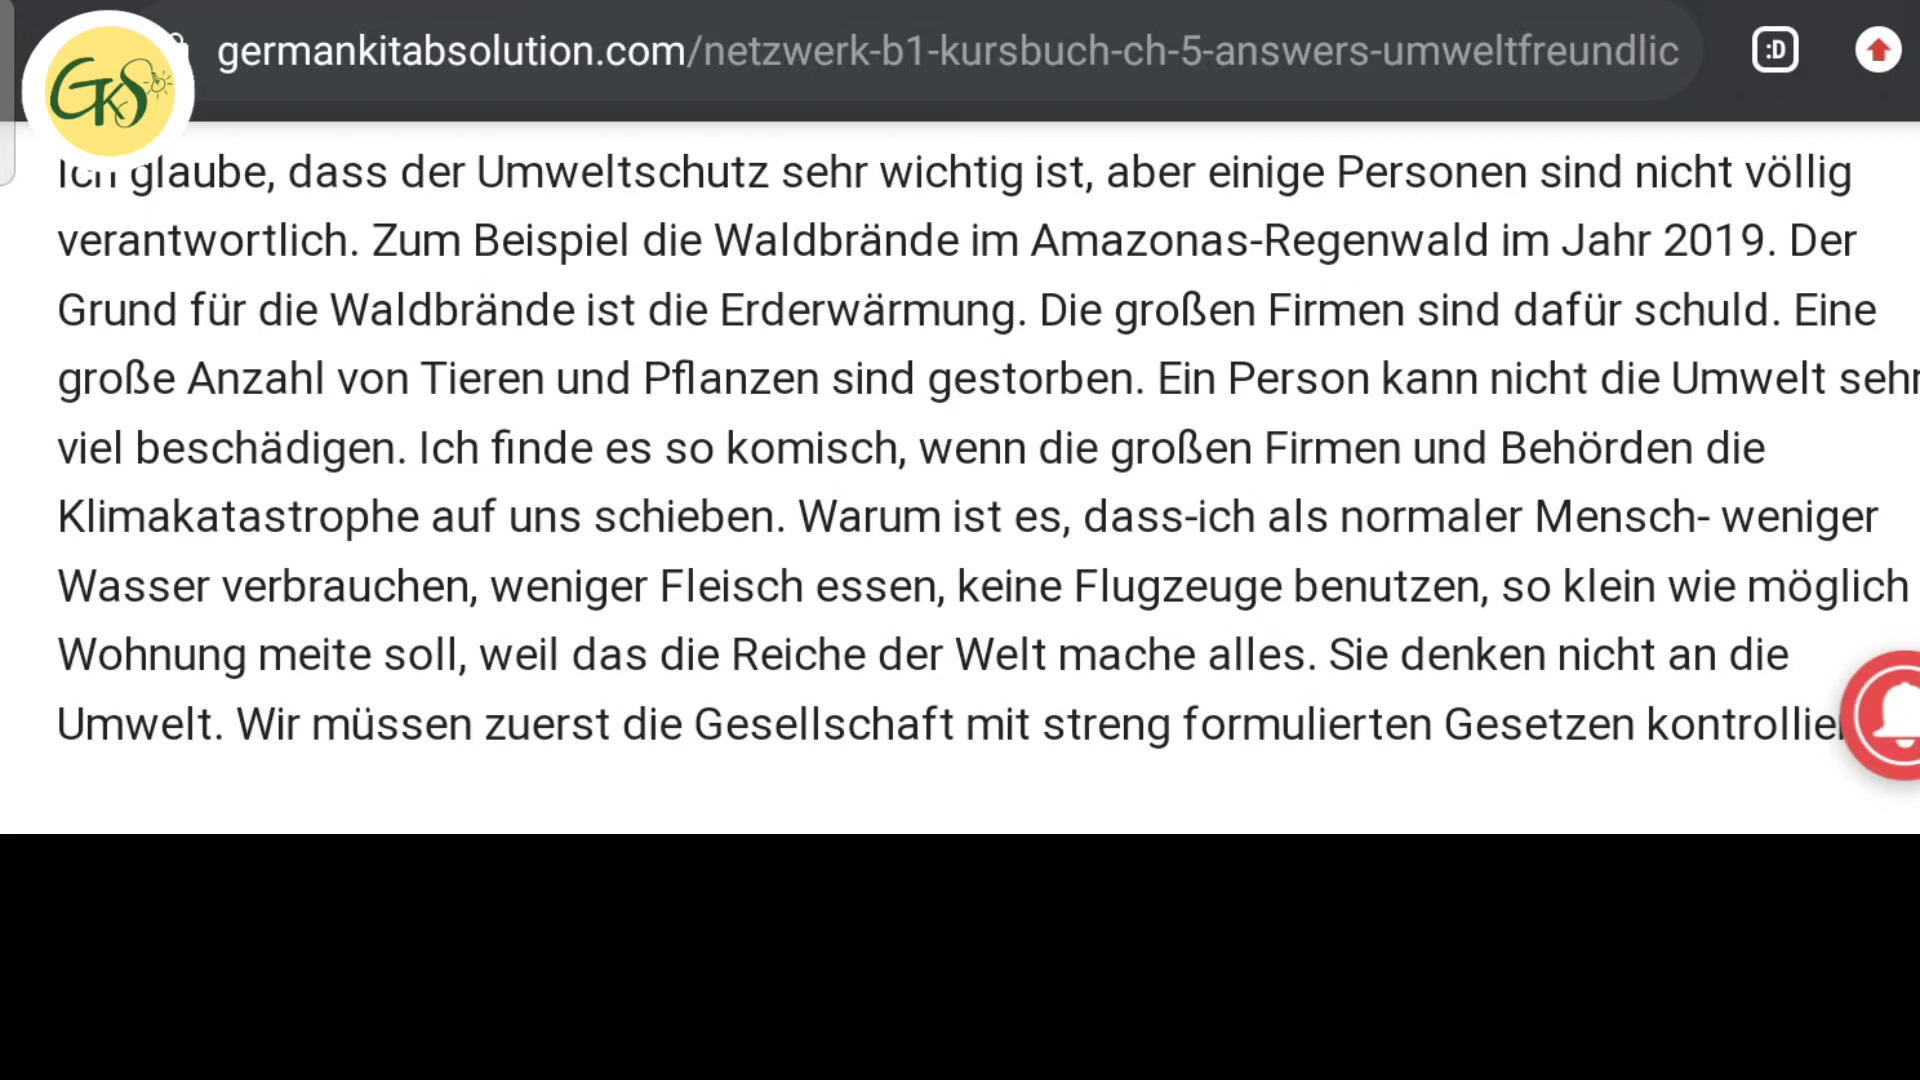 GKS
germankitabsolution.com/netzwerk-b1-kursbuch-ch-5-answers-umweltfreundlic
:D
Ich glaube, dass der Umweltschutz sehr wichtig ist, aber einige Personen sind nicht völlig
verantwortlich. Zum Beispiel die Waldbrände im Amazonas-Regenwald im Jahr 2019. Der
Grund für die Waldbrände ist die Erderwärmung. Die großen Firmen sind dafür schuld. Eine
große Anzahl von Tieren und Pflanzen sind gestorben. Ein Person kann nicht die Umwelt sehr
viel beschädigen. Ich finde es so komisch, wenn die großen Firmen und Behörden die
Klimakatastrophe auf uns schieben. Warum ist es, dass-ich als normaler Mensch- weniger
Wasser verbrauchen, weniger Fleisch essen, keine Flugzeuge benutzen, so klein wie möglich
Wohnung meite soll, weil das die Reiche der Welt mache alles. Sie denken nicht an die
Umwelt. Wir müssen zuerst die Gesellschaft mit streng formulierten Gesetzen kontrollier